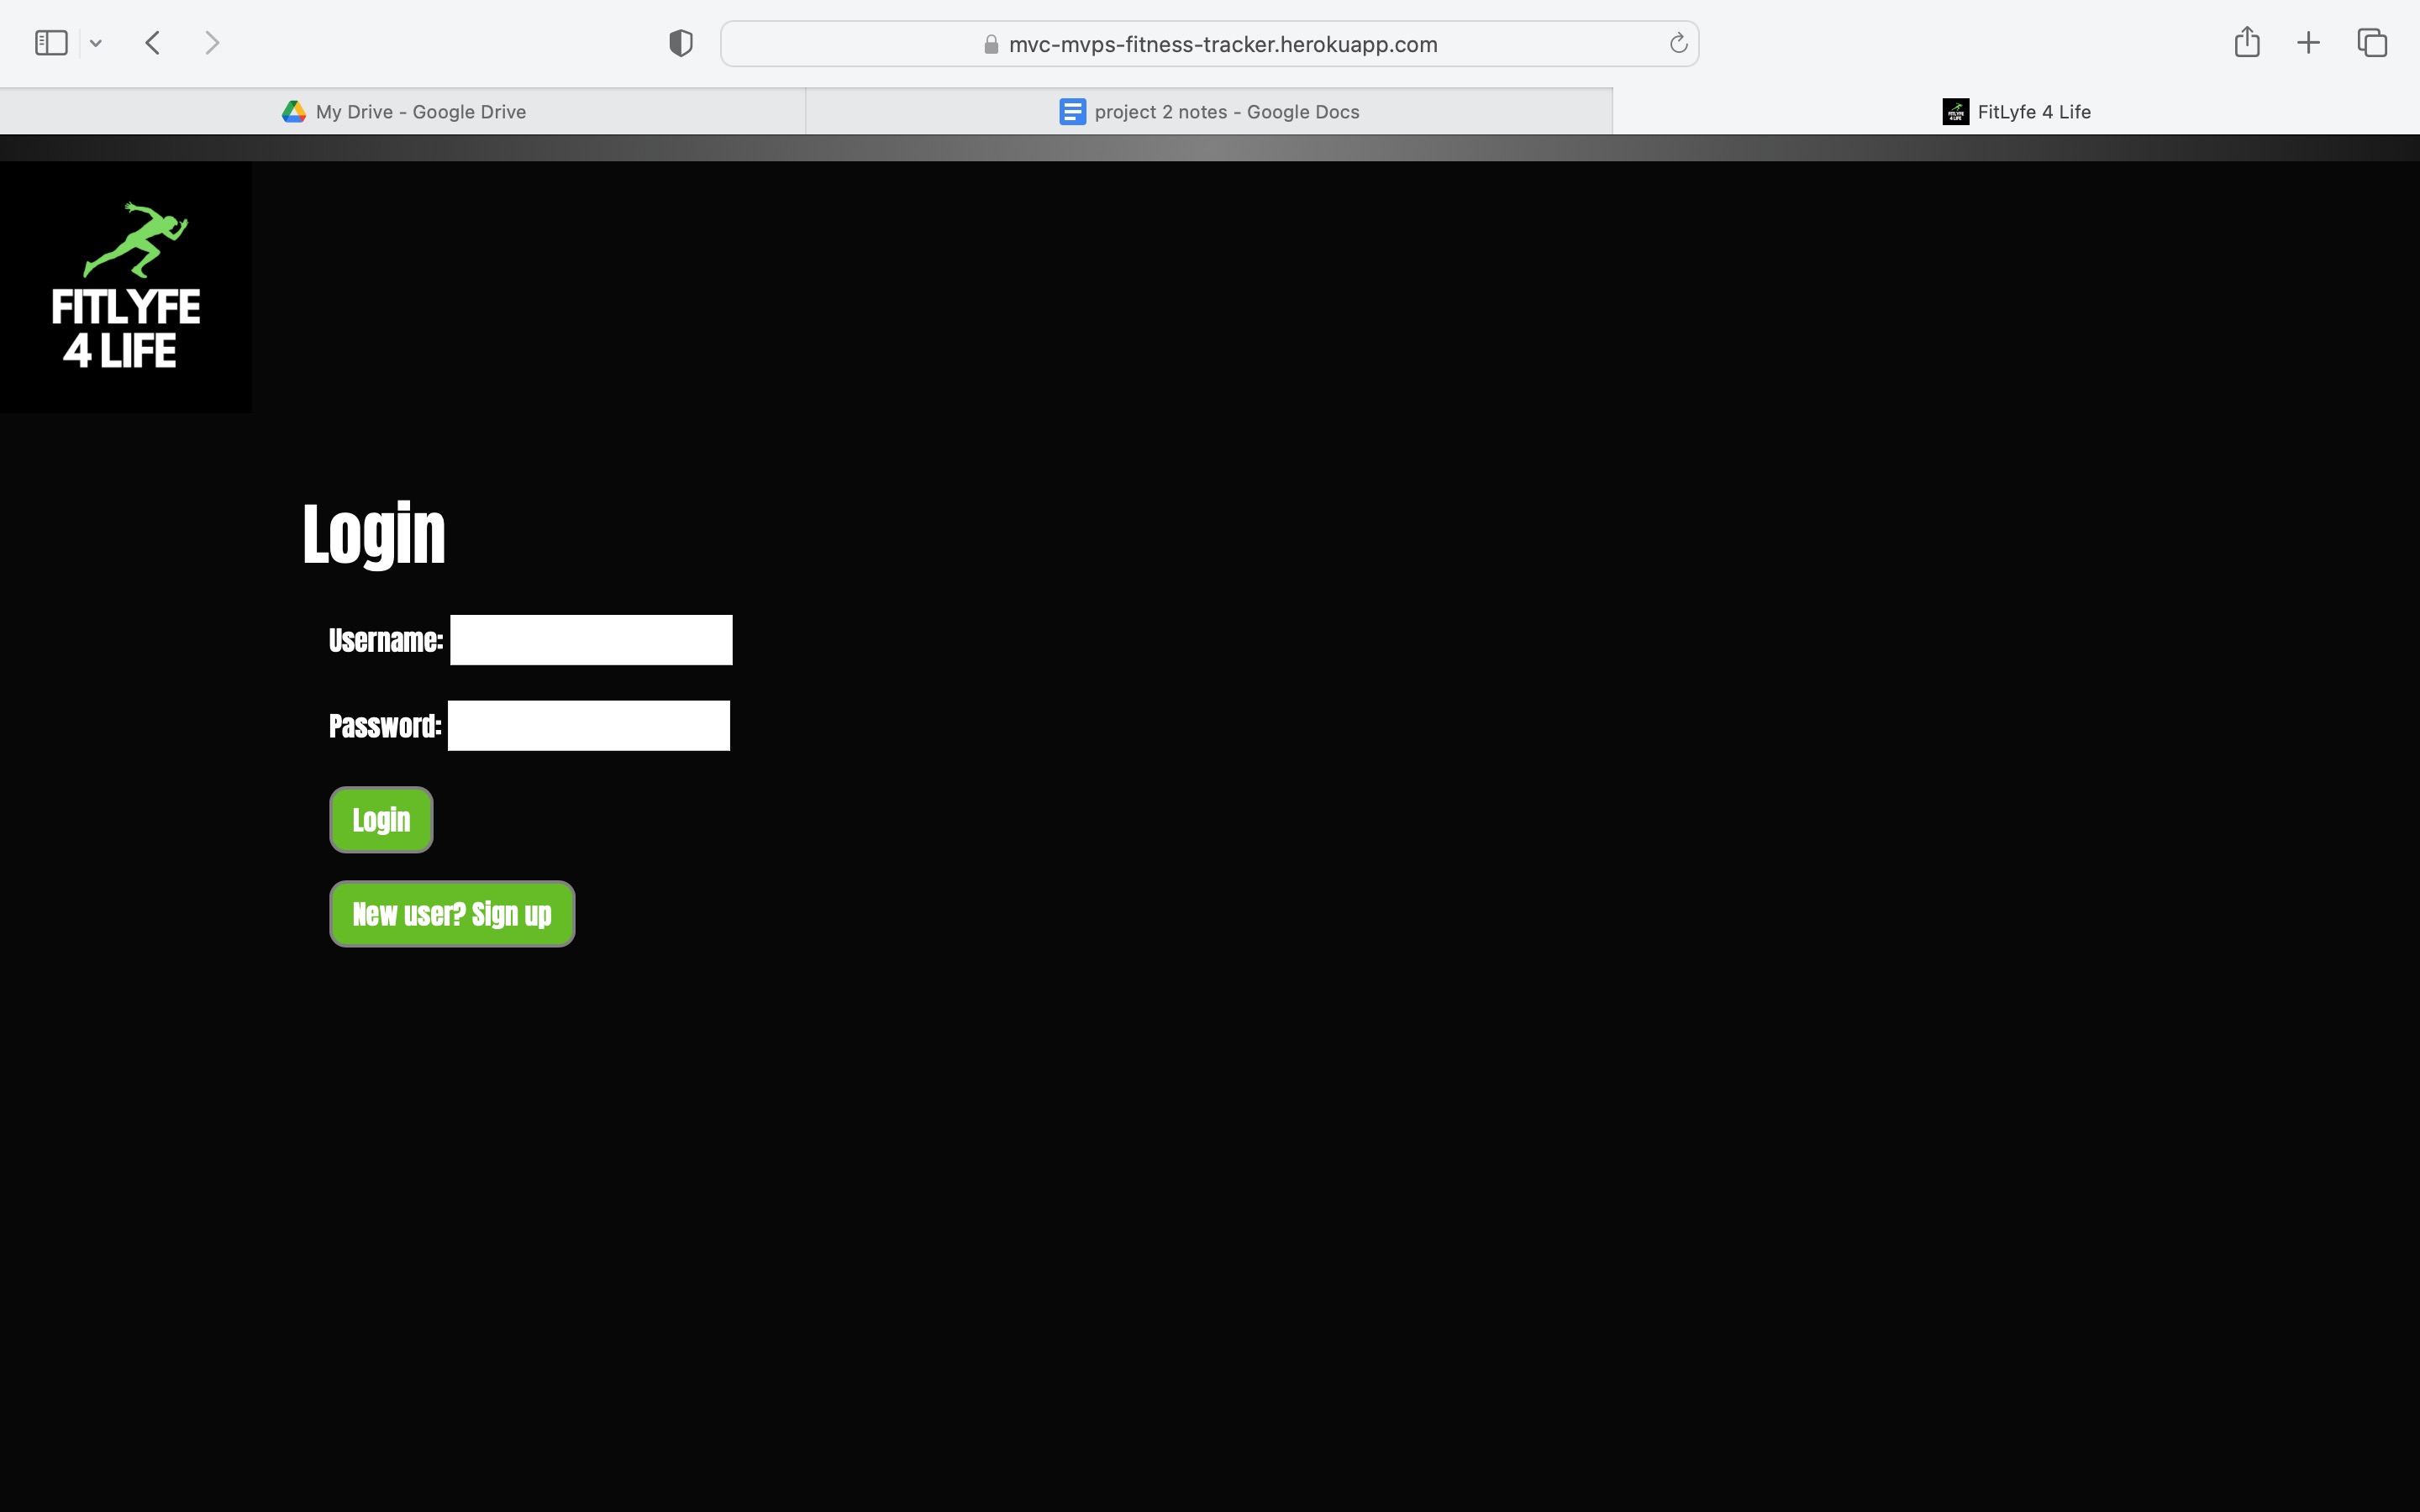 mvc-mvps-fitness-tracker.herokuapp.com
My Drive - Google Drive
project 2 notes - Google Docs
FitLyfe 4 Life
FITLYFE
4 LIFE
Login
Username:
Password:
Login
New user? Sign up